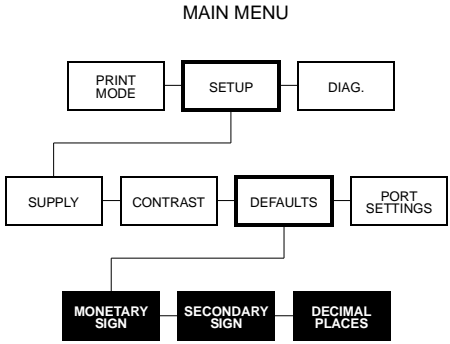 MAIN MENU
PRINT
MODE
SETUP
DIAG.
SUPPLY
CONTRAST
DEFAULTS
PORT
SETTINGS
MONETARY
SIGN
SECONDARY
SIGN
DECIMAL
PLACES